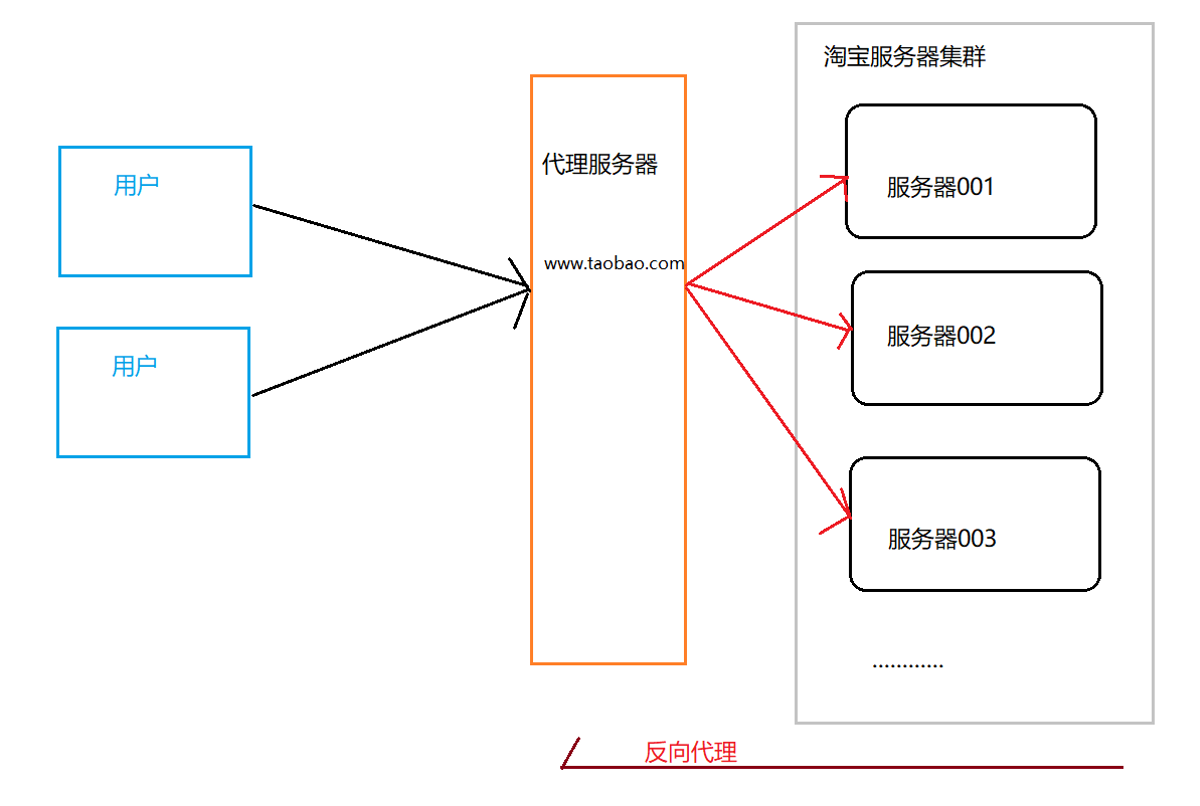 淘宝服务器集群
代理服务器
用户
服务器001
www.taobao.com
服务器002
用户
服务器003
............
反向代理